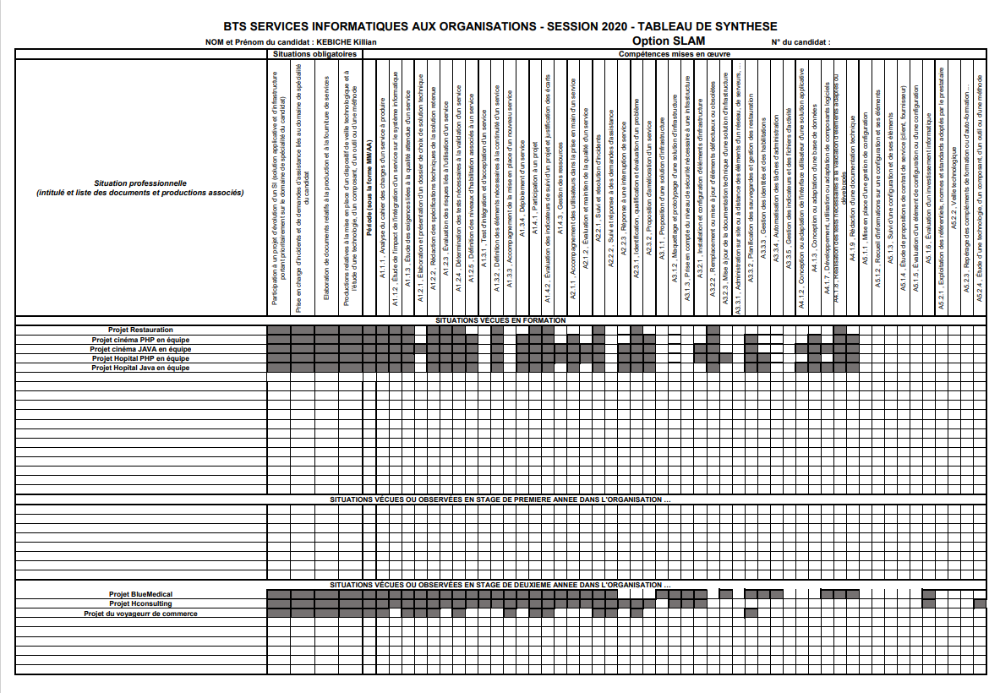 BTS SERVICES INFORMATIQUES AUX ORGANISATIONS - SESSION 2020 - TABLEAU DE SYNTHESE
NOM et Prénom du candidat : KEBICHE Killian
Option SLAM
N° du candidat :
Situations obligatoires
Compétences mises en œuvre
Situation professionnelle
(intitulé et liste des documents et productions associés)
Participation à un projet d'évolution d'un SI (solution applicative et d'infrastructure
portant prioritairement sur le domaine de spécialité du candidat)
Prise en charge d'incidents et de demandes d'assistance liés au domaine de spécialité
du candidat
Elaboration de documents relatifs à la production et à la fourniture de services
Productions relatives à la mise en place d'un dispositif de veille technologique et à
l'étude d'une technologie, d'un composant, d'un outil ou d'une méthode
Période (sous la forme MM/AA)
A1.1.1 , Analyse du cahier des charges d'un service à produire
A1.1.2 , Étude de l'impact de l'intégration d'un service sur le système informatique
A1.1.3 , Étude des exigences liées à la qualité attendue d'un service
A1.2.1 , Élaboration et présentation d'un dossier de choix de solution technique
A1.2.2 , Rédaction des spécifications techniques de la solution retenue
A1.2.3 , Évaluation des risques liés à l'utilisation d'un service
A1.2.4 , Détermination des tests nécessaires à la validation d'un service
A1.2.5 , Définition des niveaux d'habilitation associés à un service
A1.3.1 , Test d'intégration et d'acceptation d'un service
A1.3.2 , Définition des éléments nécessaires à la continuité d'un service
A1.3.3 , Accompagnement de la mise en place d'un nouveau service
A1.3.4 , Déploiement d'un service
A1.4.1 , Participation à un projet
A1.4.2 , Évaluation des indicateurs de suivi d'un projet et justification des écarts
A1.4.3 , Gestion des ressources
A2.1.1 , Accompagnement des utilisateurs dans la prise en main d'un service
A2.1.2 , Évaluation et maintien de la qualité d'un service
A2.2.1 , Suivi et résolution d'incidents
A2.2.2 , Suivi et réponse à des demandes d'assistance
A2.2.3 , Réponse à une interruption de service
A2.3.1 , Identification, qualification et évaluation d'un problème
A2.3.2 , Proposition d'amélioration d'un service
A3.1.1 , Proposition d'une solution d'infrastructure
A3.1.2 , Maquettage et prototypage d'une solution d'infrastructure
A3.1.3 , Prise en compte du niveau de sécurité nécessaire à une infrastructure
A3.2.1 , Installation et configuration d'éléments d'infrastructure
A3.2.2 , Remplacement ou mise à jour d'éléments défectueux ou obsolètes
A3.2.3 , Mise à jour de la documentation technique d'une solution d'infrastructure
A3.3.1 , Administration sur site ou à distance des éléments d'un réseau, de serveurs, ...
A3.3.2 , Planification des sauvegardes et gestion des restauration
A3.3.3 , Gestion des identités et des habilitations
A3.3.4 , Automatisation des tâches d'administration
A3.3.5 , Gestion des indicateurs et des fichiers d'activité
A4.1.2 , Conception ou adaptation de l'interface utilisateur d'une solution applicative
A4.1.3 , Conception ou adaptation d'une base de données
A4.1.7 , Développement, utilisation ou adaptation de composants logiciels
A4.1.8 , Réalisation des tests nécessaires à la validation d'éléments adaptés ou
développés
A4.1.9 , Rédaction d'une documentation technique
A5.1.1 , Mise en place d'une gestion de configuration
A5.1.2 , Recueil d'informations sur une configuration et ses éléments
A5.1.3 , Suivi d'une configuration et de ses éléments
A5.1.4 , Étude de propositions de contrat de service (client, fournisseur)
A5.1.5 , Évaluation d'un élément de configuration ou d'une configuration
A5.1.6 , Évaluation d'un investissement informatique
A5.2.1 , Exploitation des référentiels, normes et standards adoptés par le prestataire
A5.2.2 , Veille technologique
A5.2.3 , Repérage des compléments de formation ou d'auto-formation ...
A5.2.4 , Étude d'une technologie, d'un composant, d'un outil ou d'une méthode
SITUATIONS VÉCUES EN FORMATION
Projet Restauration
Projet cinéma PHP en équipe
Projet cinéma JAVA en équipe
Projet Hopital PHP en équipe
Projet Hopital Java en équipe
SITUATIONS VÉCUES OU OBSERVÉES EN STAGE DE PREMIERE ANNEE DANS L'ORGANISATION ...
SITUATIONS VÉCUES OU OBSERVÉES EN STAGE DE DEUXIEME ANNEE DANS L'ORGANISATION ...
Projet BlueMedical
Projet Hconsulting
Projet du voyageurr de commerce